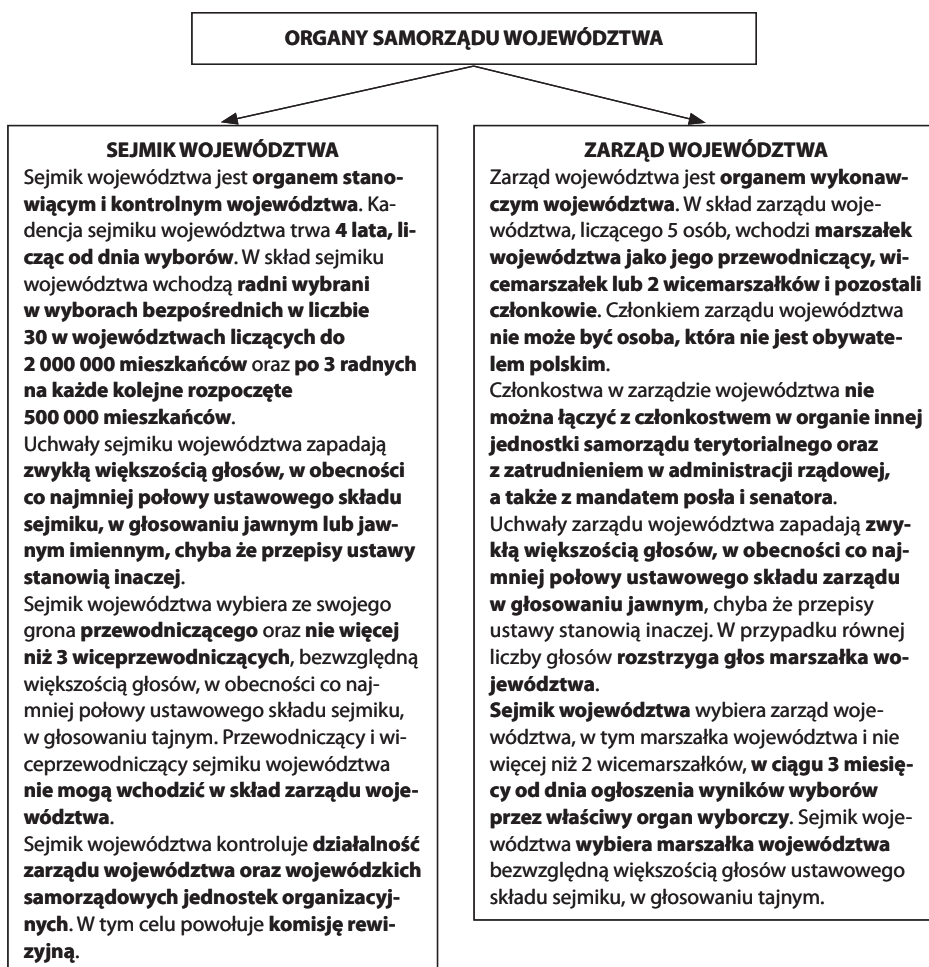 ORGANY SAMORZĄDU WOJEWÓDZTWA
SEJMIK WOJEWÓDZTWA
Sejmik województwa jest organem stano-
wiącym i kontrolnym województwa. Ka-
dencja sejmiku województwa trwa 4 lata, li-
cząc od dnia wyborów. W skład sejmiku
województwa wchodzą radni wybrani
w wyborach bezpośrednich w liczbie
30 w województwach liczących do
2 000 000 mieszkańców oraz po 3 radnych
na każde kolejne rozpoczęte
500 000 mieszkańców.
Uchwały sejmiku województwa zapadają
zwykłą większością głosów, w obecności
co najmniej połowy ustawowego składu
sejmiku, w głosowaniu jawnym lub jaw-
nym imiennym, chyba że przepisy ustawy
stanowią inaczej.
Sejmik województwa wybiera ze swojego
grona przewodniczącego oraz nie więcej
niż 3 wiceprzewodniczących, bezwzględną
większością głosów, w obecności co naj-
mniej połowy ustawowego składu sejmiku,
w głosowaniu tajnym. Przewodniczący i wi-
ceprzewodniczący sejmiku województwa
nie mogą wchodzić w skład zarządu woje-
wództwa.
Sejmik województwa kontroluje działalność
zarządu województwa oraz wojewódzkich
samorządowych jednostek organizacyj-
nych. W tym celu powołuje komisję rewi-
zyjną.
ZARZĄD WOJEWÓDZTWA
Zarząd województwa jest organem wykonaw-
czym województwa. W skład zarządu woje-
wództwa, liczącego 5 osób, wchodzi marszałek
województwa jako jego przewodniczący, wi-
cemarszałek lub 2 wicemarszałków i pozostali
członkowie. Członkiem zarządu województwa
nie może być osoba, która nie jest obywate-
lem polskim.
Członkostwa w zarządzie województwa nie
można łączyć z członkostwem w organie innej
jednostki samorządu terytorialnego oraz
z zatrudnieniem w administracji rządowej,
a także z mandatem posła i senatora.
Uchwały zarządu województwa zapadają zwy-
kłą większością głosów, w obecności co naj-
mniej połowy ustawowego składu zarządu
w głosowaniu jawnym, chyba że przepisy
ustawy stanowią inaczej. W przypadku równej
liczby głosów rozstrzyga głos marszałka wo-
jewództwa.
Sejmik województwa wybiera zarząd woje-
wództwa, w tym marszałka województwa i nie
więcej niż 2 wicemarszałków, w ciągu 3 miesię-
cy od dnia ogłoszenia wyników wyborów
przez właściwy organ wyborczy. Sejmik woje-
wództwa wybiera marszałka województwa
bezwzględną większością głosów ustawowego
składu sejmiku, w głosowaniu tajnym.